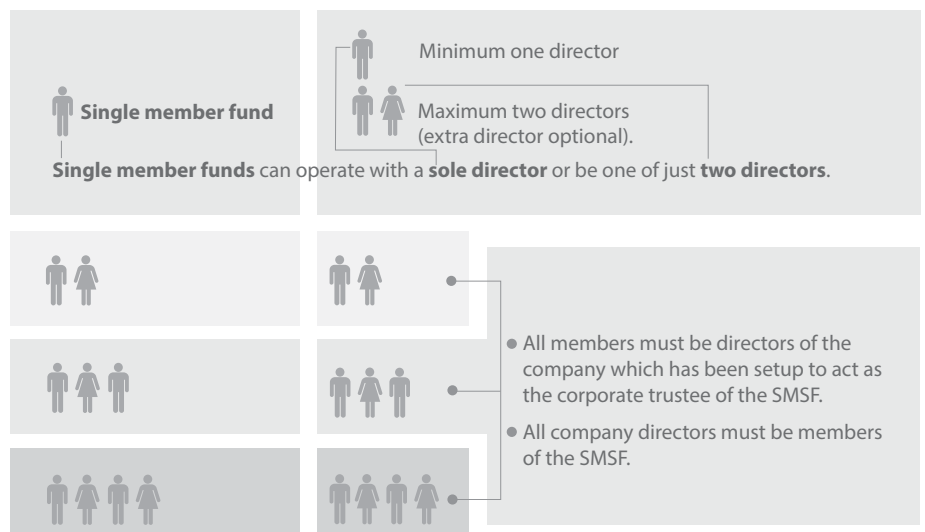 Minimum one director
Single member fund
Maximum two directors
(extra director optional).
Single member funds can operate with a sole director or be one of just two directors.
● All members must be directors of the
company which has been setup to act as
the corporate trustee of the SMSF.
● All company directors must be members
of the SMSF.